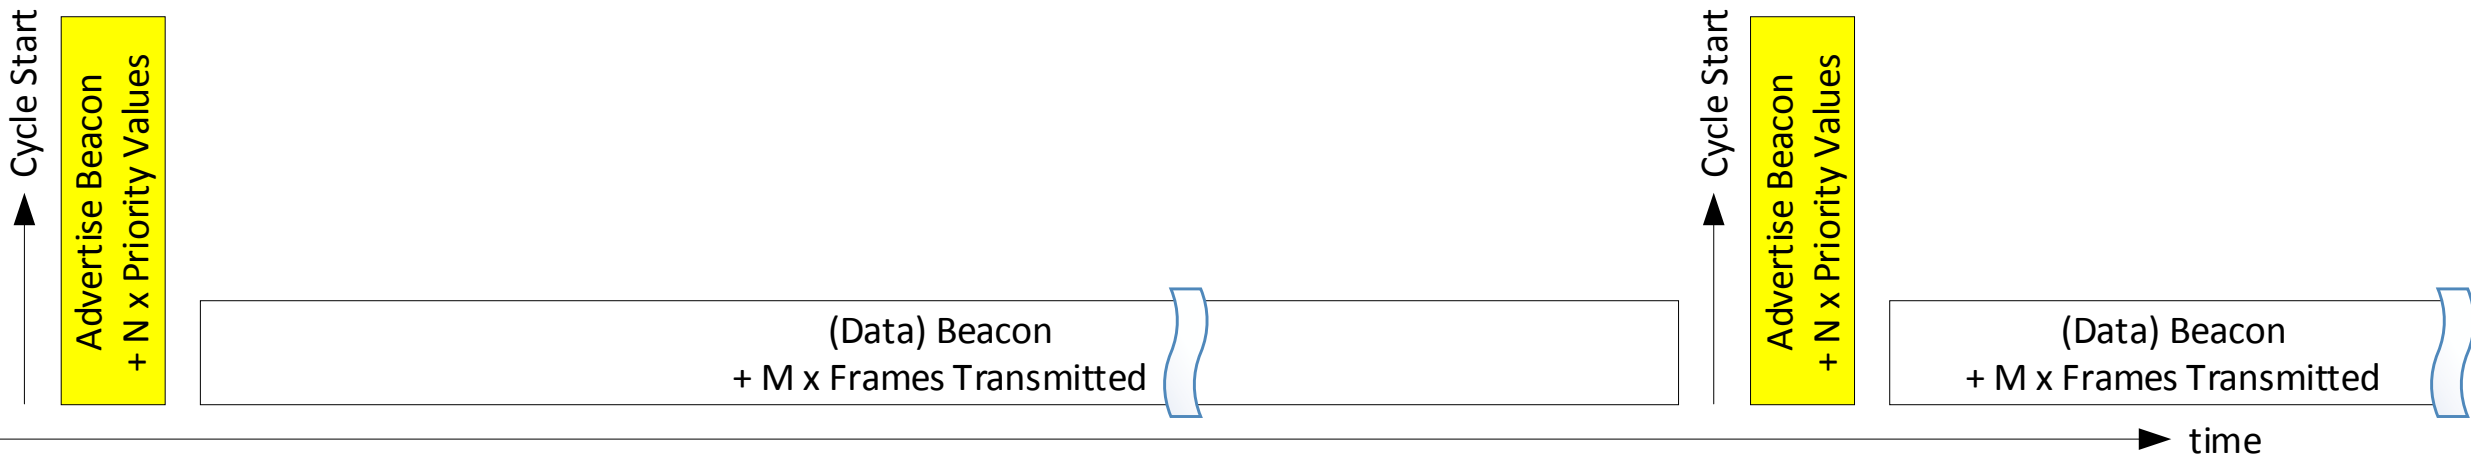 Cycle Start
Advertise Beacon
+ N x Priority Values
(Data) Beacon
+ M x Frames Transmitted
Cycle Start
Advertise Beacon
+ N x Priority Values
(Data) Beacon
+ M x Frames Transmitted
time